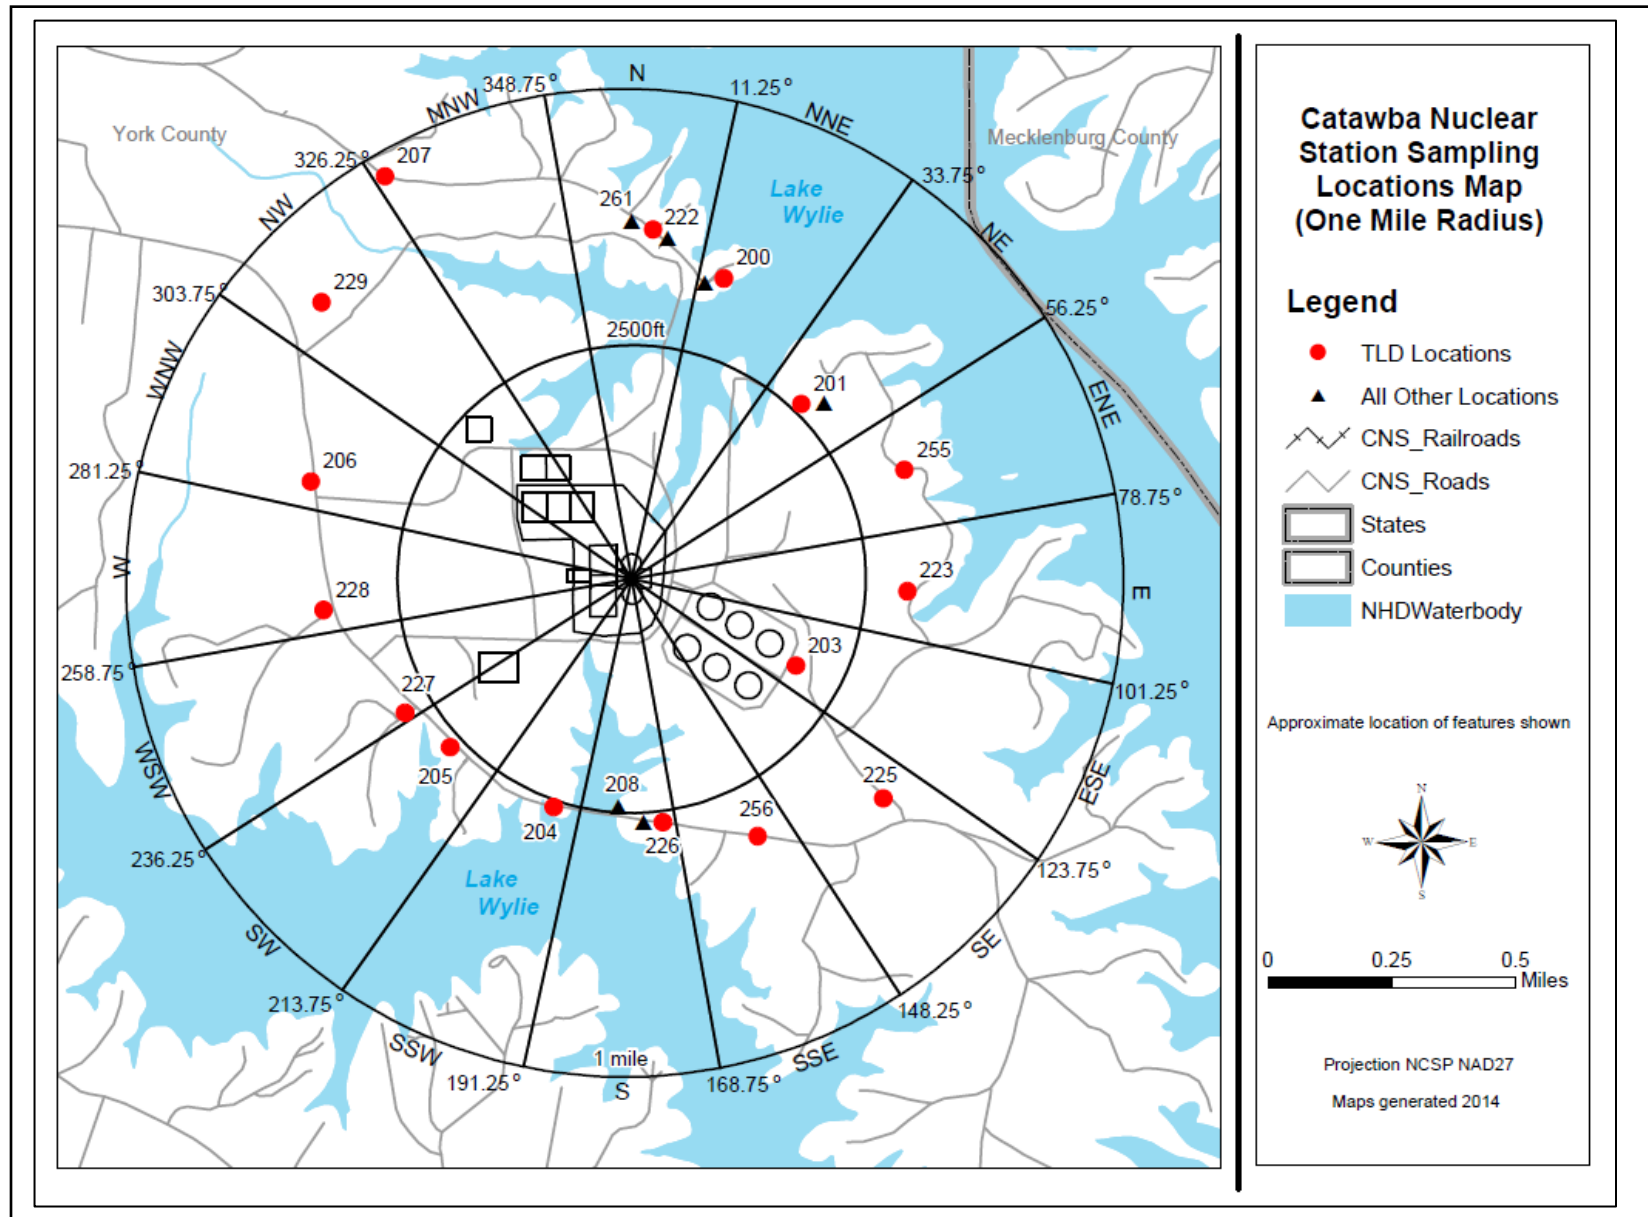 N
348.75°
11.25°
NNW
NNE
York County
Mecklenburg County
326.25°
207
33.75°
Lake
Wylie
261
222
NW
NE
200
229
303.75°
56.25°
2500ft
WNW
201
ENE
255
206
281.25°
78.75°
W
223
E
228
203
258.75°
227
101.25°
WSW
205
208
225
ESE
204
226
256
236.25°
123.75°
Lake
Wylie
SW
SE
213.75°
148.25°
SSW
1 mile
SSE
191.25°
S
168.75°
Catawba Nuclear
Station Sampling
Locations Map
(One Mile Radius)
Legend
TLD Locations
All Other Locations
CNS_Railroads
CNS_Roads
States
Counties
NHDWaterbody
Approximate location of features shown
N
W
E
S
0 0.25 0.5
Miles
Projection NCSP NAD27
Maps generated 2014